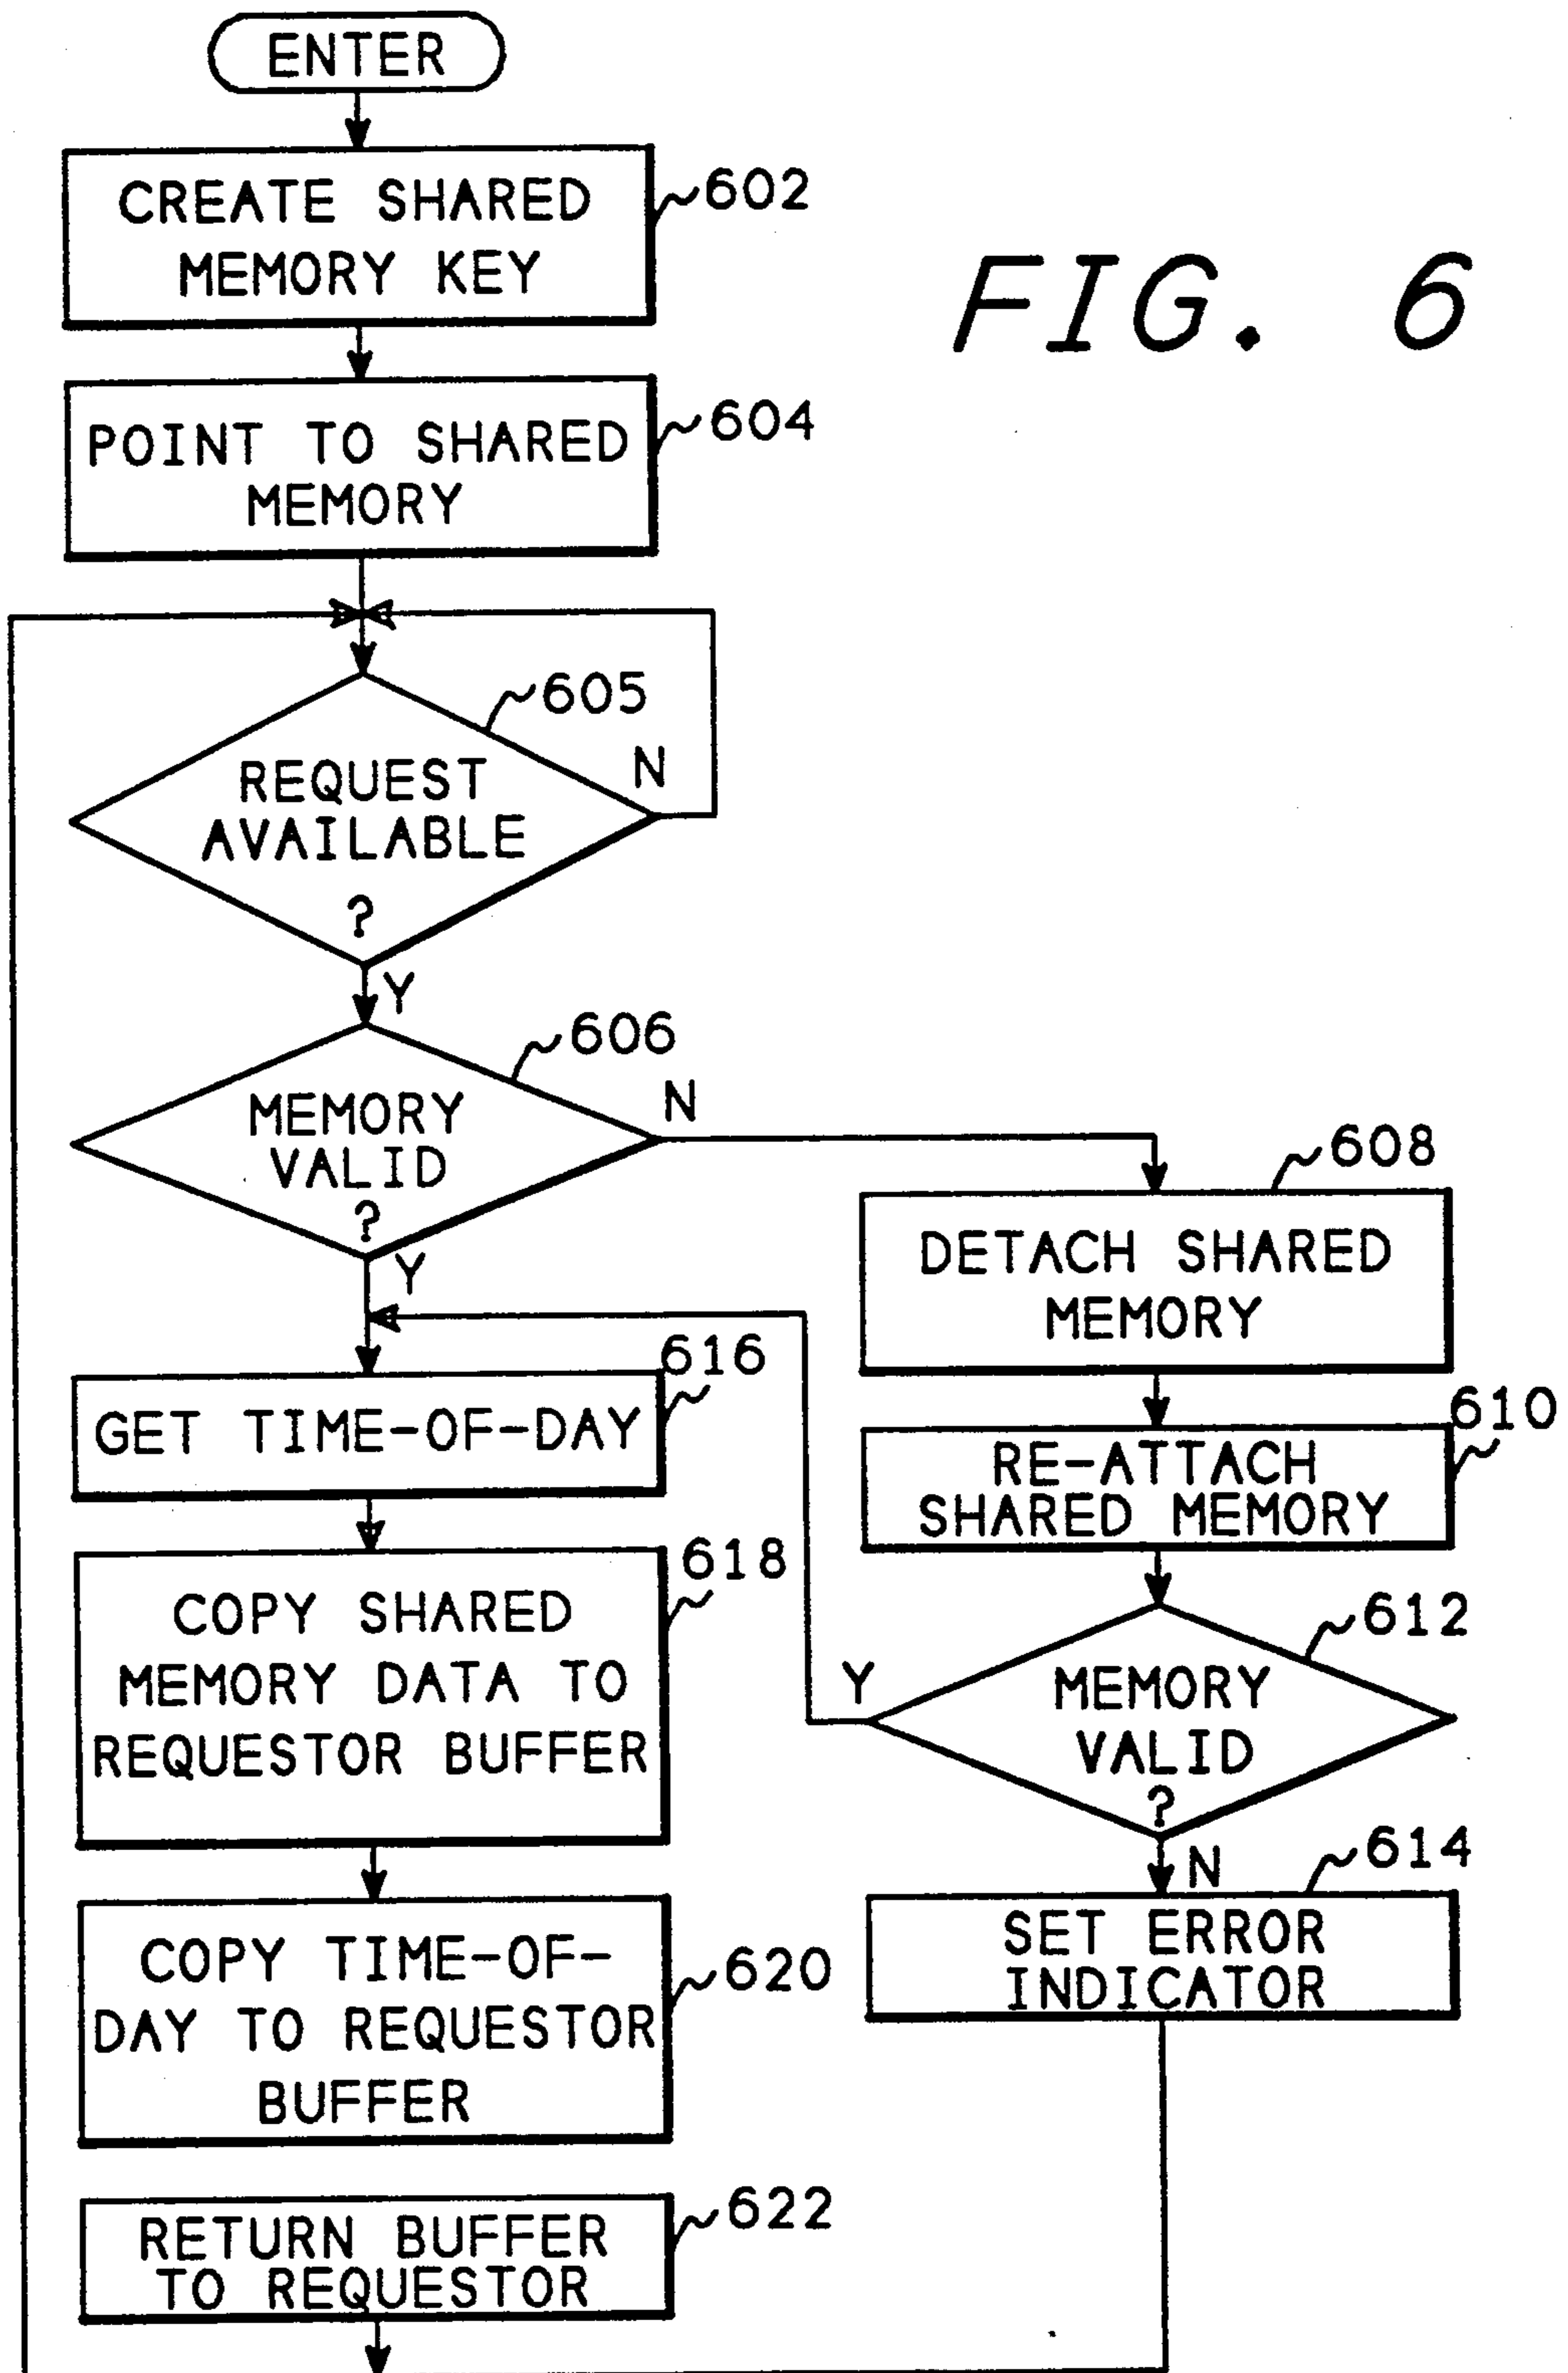 ENTER
CREATE SHARED
MEMORY KEY
602
FIG. 6
POINT TO SHARED
MEMORY
604
605
REQUEST
AVAILABLE
?
N
Y
606
MEMORY
VALID
?
N
Y
608
DETACH SHARED
MEMORY
616
GET TIME-OF-DAY
610
RE-ATTACH
SHARED MEMORY
618
COPY SHARED
MEMORY DATA TO
REQUESTOR BUFFER
612
Y
MEMORY
VALID
?
N
614
SET ERROR
INDICATOR
COPY TIME-OF-
DAY TO REQUESTOR
BUFFER
620
622
RETURN BUFFER
TO REQUESTOR